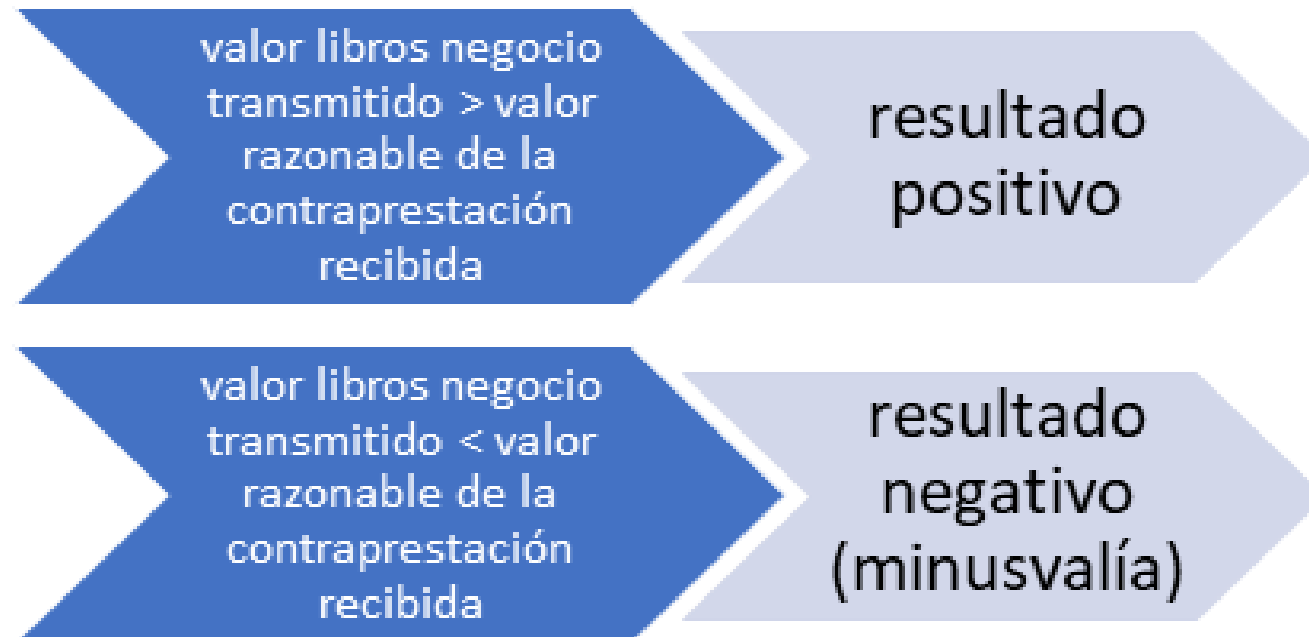 valor libros negocio
transmitido > valor
razonable de la
contraprestación
recibida
resultado
positivo
valor libros negocio
transmitido < valor
razonable de la
contraprestación
recibida
resultado
negativo
(minusvalía)